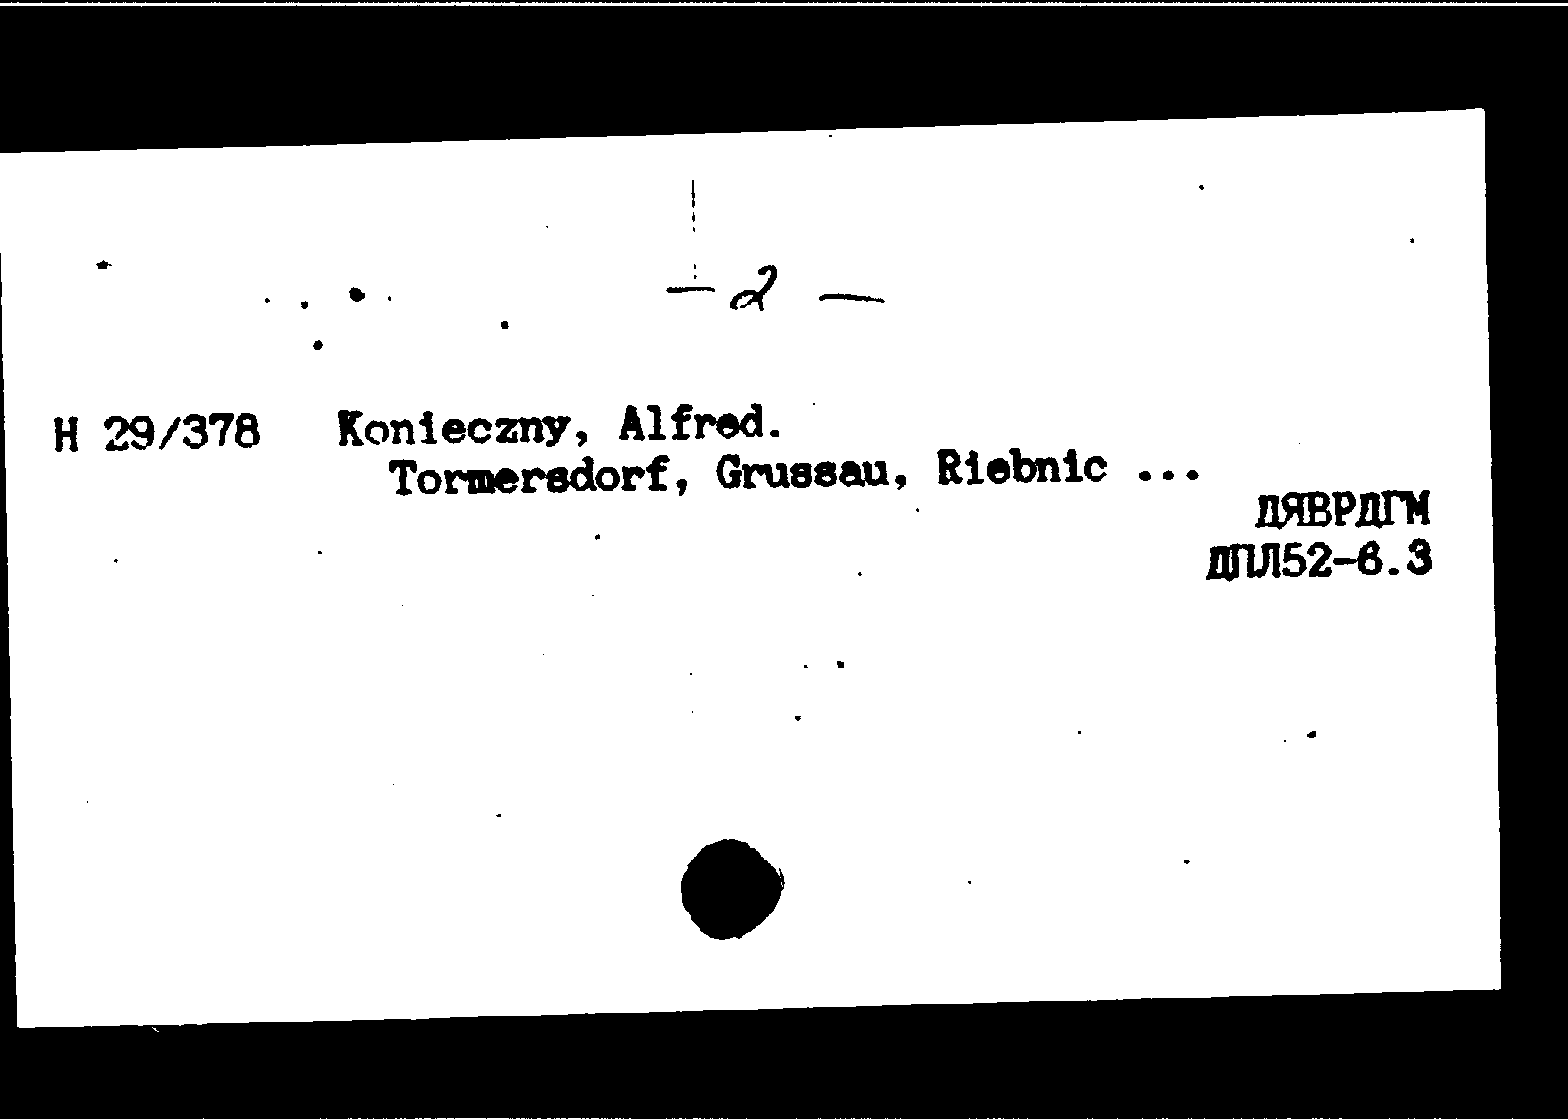 — 2 —
Н 29/378 Konieczny, Alfred.
Tormersdorf, Grussau, Riebnic ...
ДЯВРДГМ
ДПЛ52-6.3